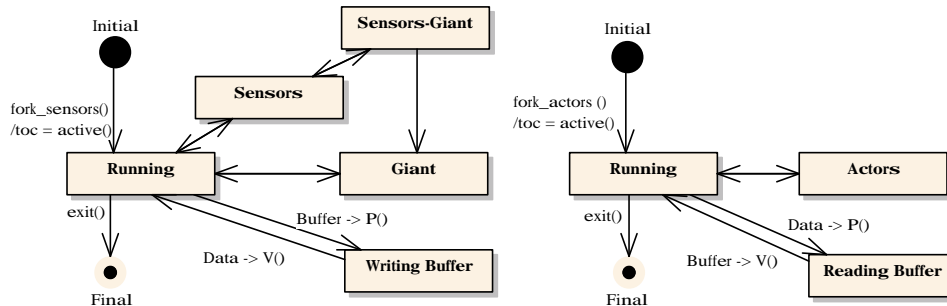 Initial
Sensors-Giant
Sensors
fork_sensors()
/toc = active()
Running
Giant
exit()
Buffer -> P()
Data -> V()
Writing Buffer
Final
Initial
fork_actors ()
/toc = active()
Running
Actors
exit()
Data -> P()
Buffer -> V()
Reading Buffer
Final